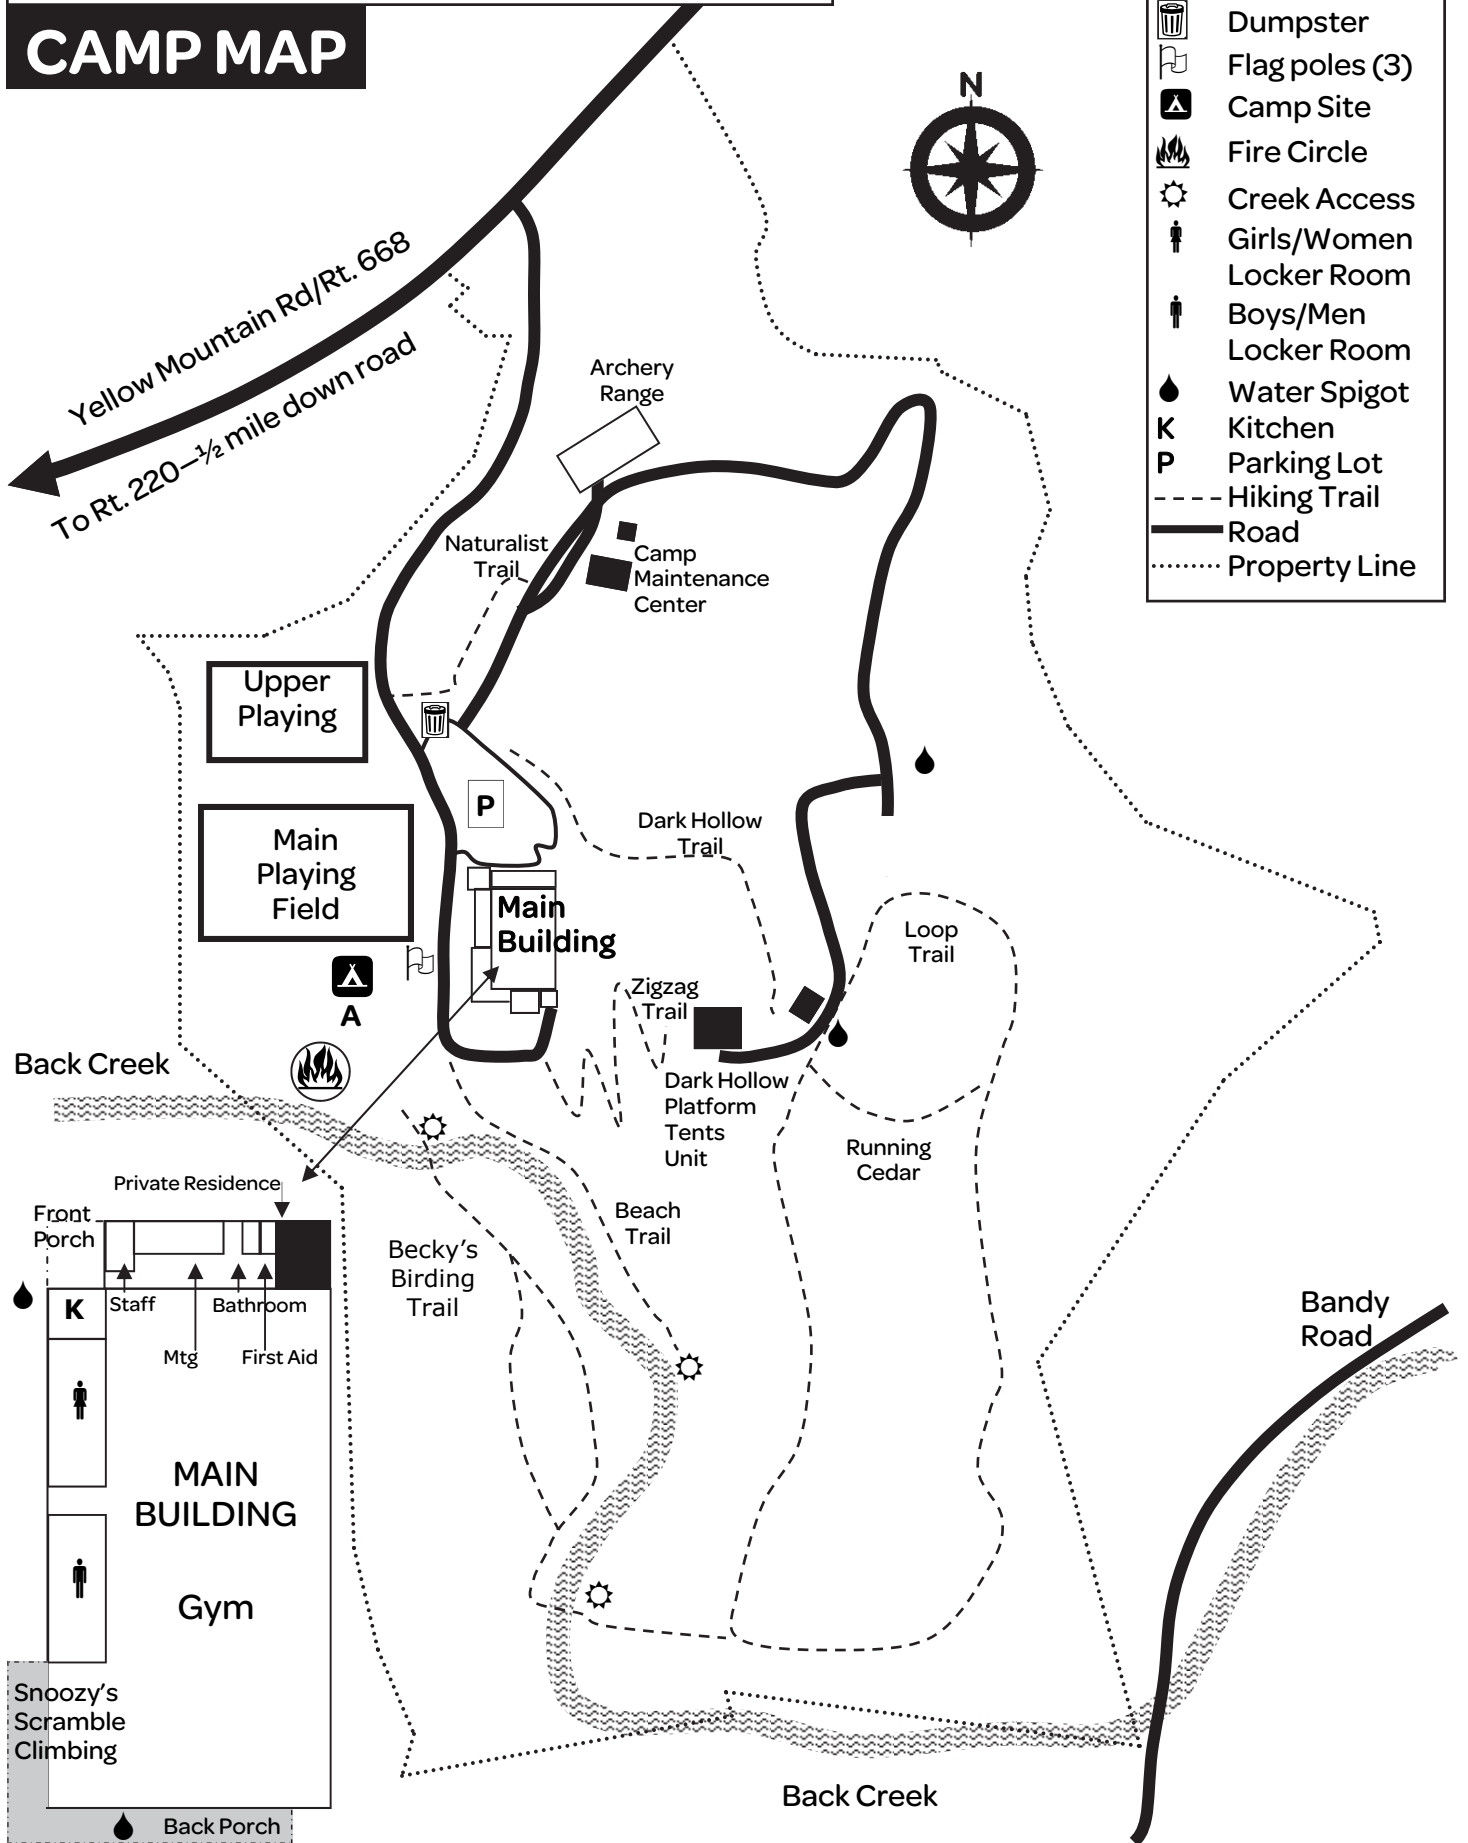 CAMP MAP
N
Dumpster
Flag poles (3)
Camp Site
Fire Circle
Creek Access
Girls/Women
Locker Room
Boys/Men
Locker Room
Water Spigot
K Kitchen
P Parking Lot
Hiking Trail
Road
Property Line
Yellow Mountain Rd/Rt. 668
To Rt. 220–½ mile down road
Archery
Range
Naturalist
Trail
Camp
Maintenance
Center
Upper
Playing
P
Main
Playing
Field
Dark Hollow
Trail
Main
Building
A
Loop
Trail
Zigzag
Trail
Back Creek
Dark Hollow
Platform
Tents
Unit
Running
Cedar
Private Residence
Front
Porch
Beach
Trail
Becky's
Birding
Trail
K
Staff
Bathroom
Mtg
First Aid
Bandy
Road
MAIN
BUILDING
Gym
Snoozy's
Scramble
Climbing
Back Creek
Back Porch